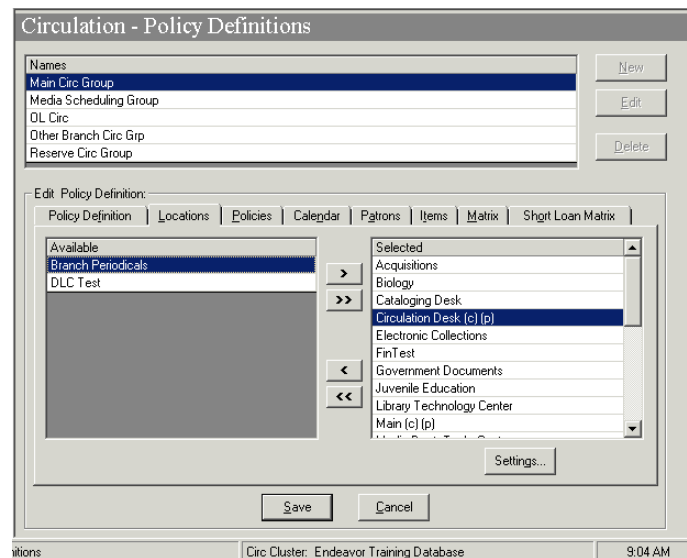 Circulation - Policy Definitions
Names
Main Circ Group
Media Scheduling Group
OL Circ
Other Branch Circ Grp
Reserve Circ Group
New
Edit
Delete
Edit Policy Definition:
Policy Definition Locations Policies Calendar Patrons Items Matrix Short Loan Matrix
Available
Branch Periodicals
DLC Test
>
>>
<
<<
Selected
Acquisitions
Biology
Cataloging Desk
Circulation Desk (c) (p)
Electronic Collections
FinTest
Government Documents
Juvenile Education
Library Technology Center
Main (c) (p)
Settings...
Save Cancel
nitions Circ Cluster: Endeavor Training Database 9:04 AM